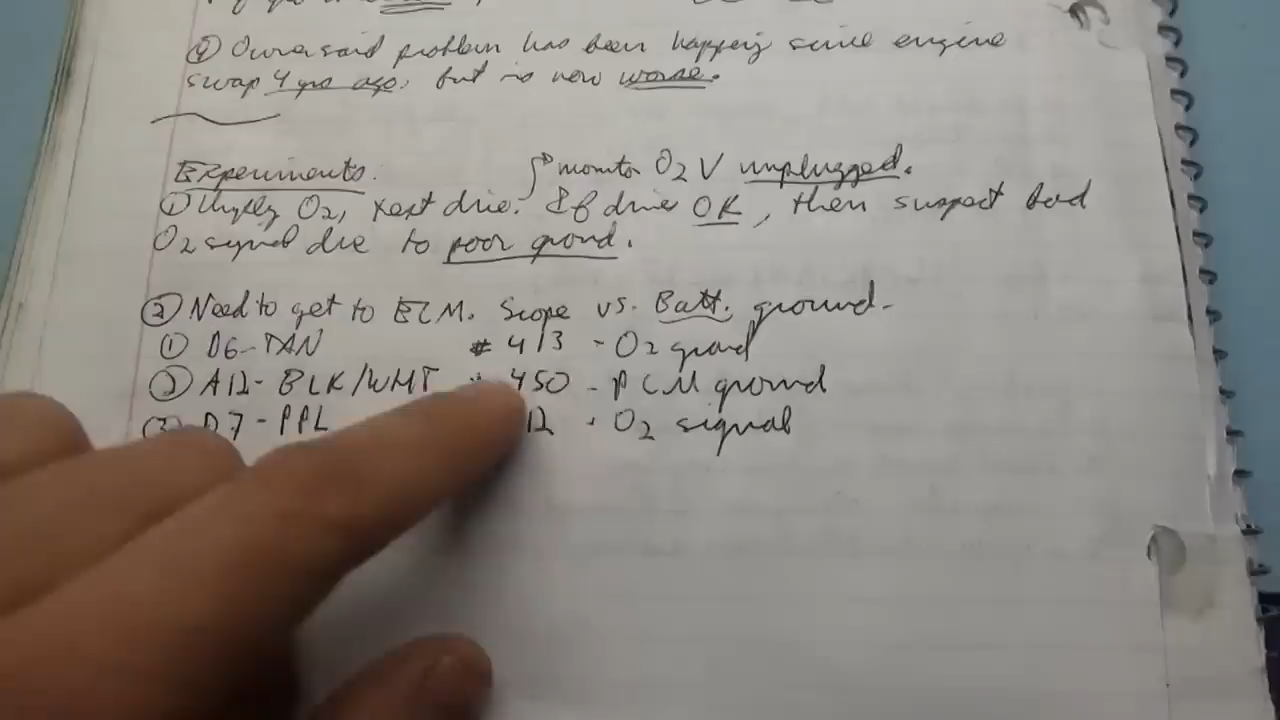 ② Owner said problem has been happening since engine
swap 4 yrs ago, but is now worse.
Experiments.
monitor O2 V unplugged.
① Unplug O2, test drive. If drive OK, then suspect bad
O2 signal due to poor ground.
② Need to get to ECM. Scope vs. Batt. ground.
① D6-TAN # 413 - O2 ground
② A12-BLK/WHT 450 - PCM ground
③ D7-PPL 12 - O2 signal